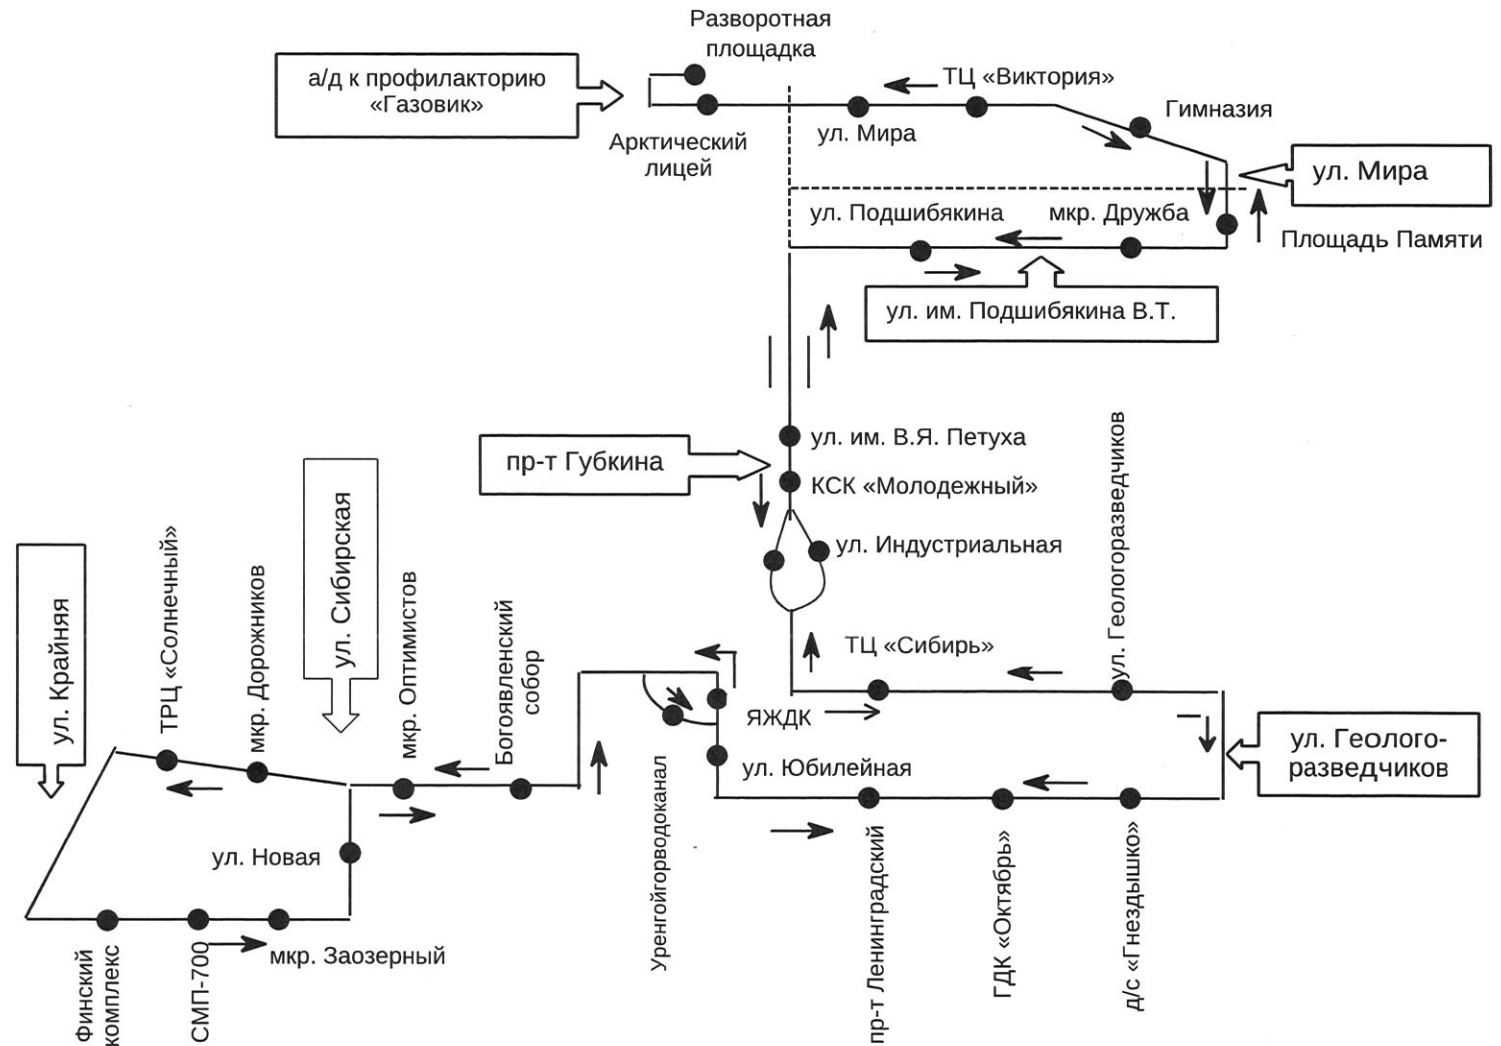 Разворотная
площадка
а/д к профилакторию
«Газовик»
ТЦ «Виктория»
Гимназия
ул. Мира
Арктический
лицей
ул. Мира
ул. Подшибякина
мкр. Дружба
Площадь Памяти
ул. им. Подшибякина В.Т.
ул. им. В.Я. Петуха
пр-т Губкина
КСК «Молодежный»
ул. Индустриальная
ул. Геологоразведчиков
ТЦ «Сибирь»
ул. Крайняя
ТРЦ «Солнечный»
мкр. Дорожников
ул. Сибирская
мкр. Оптимистов
Богоявленский
собор
ЯЖДК
ул. Геолого-
разведчиков
ул. Юбилейная
Уренгойгорводоканал
пр-т Ленинградский
ГДК «Октябрь»
д/с «Гнездышко»
ул. Новая
мкр. Заозерный
Финский
комплекс
СМП-700